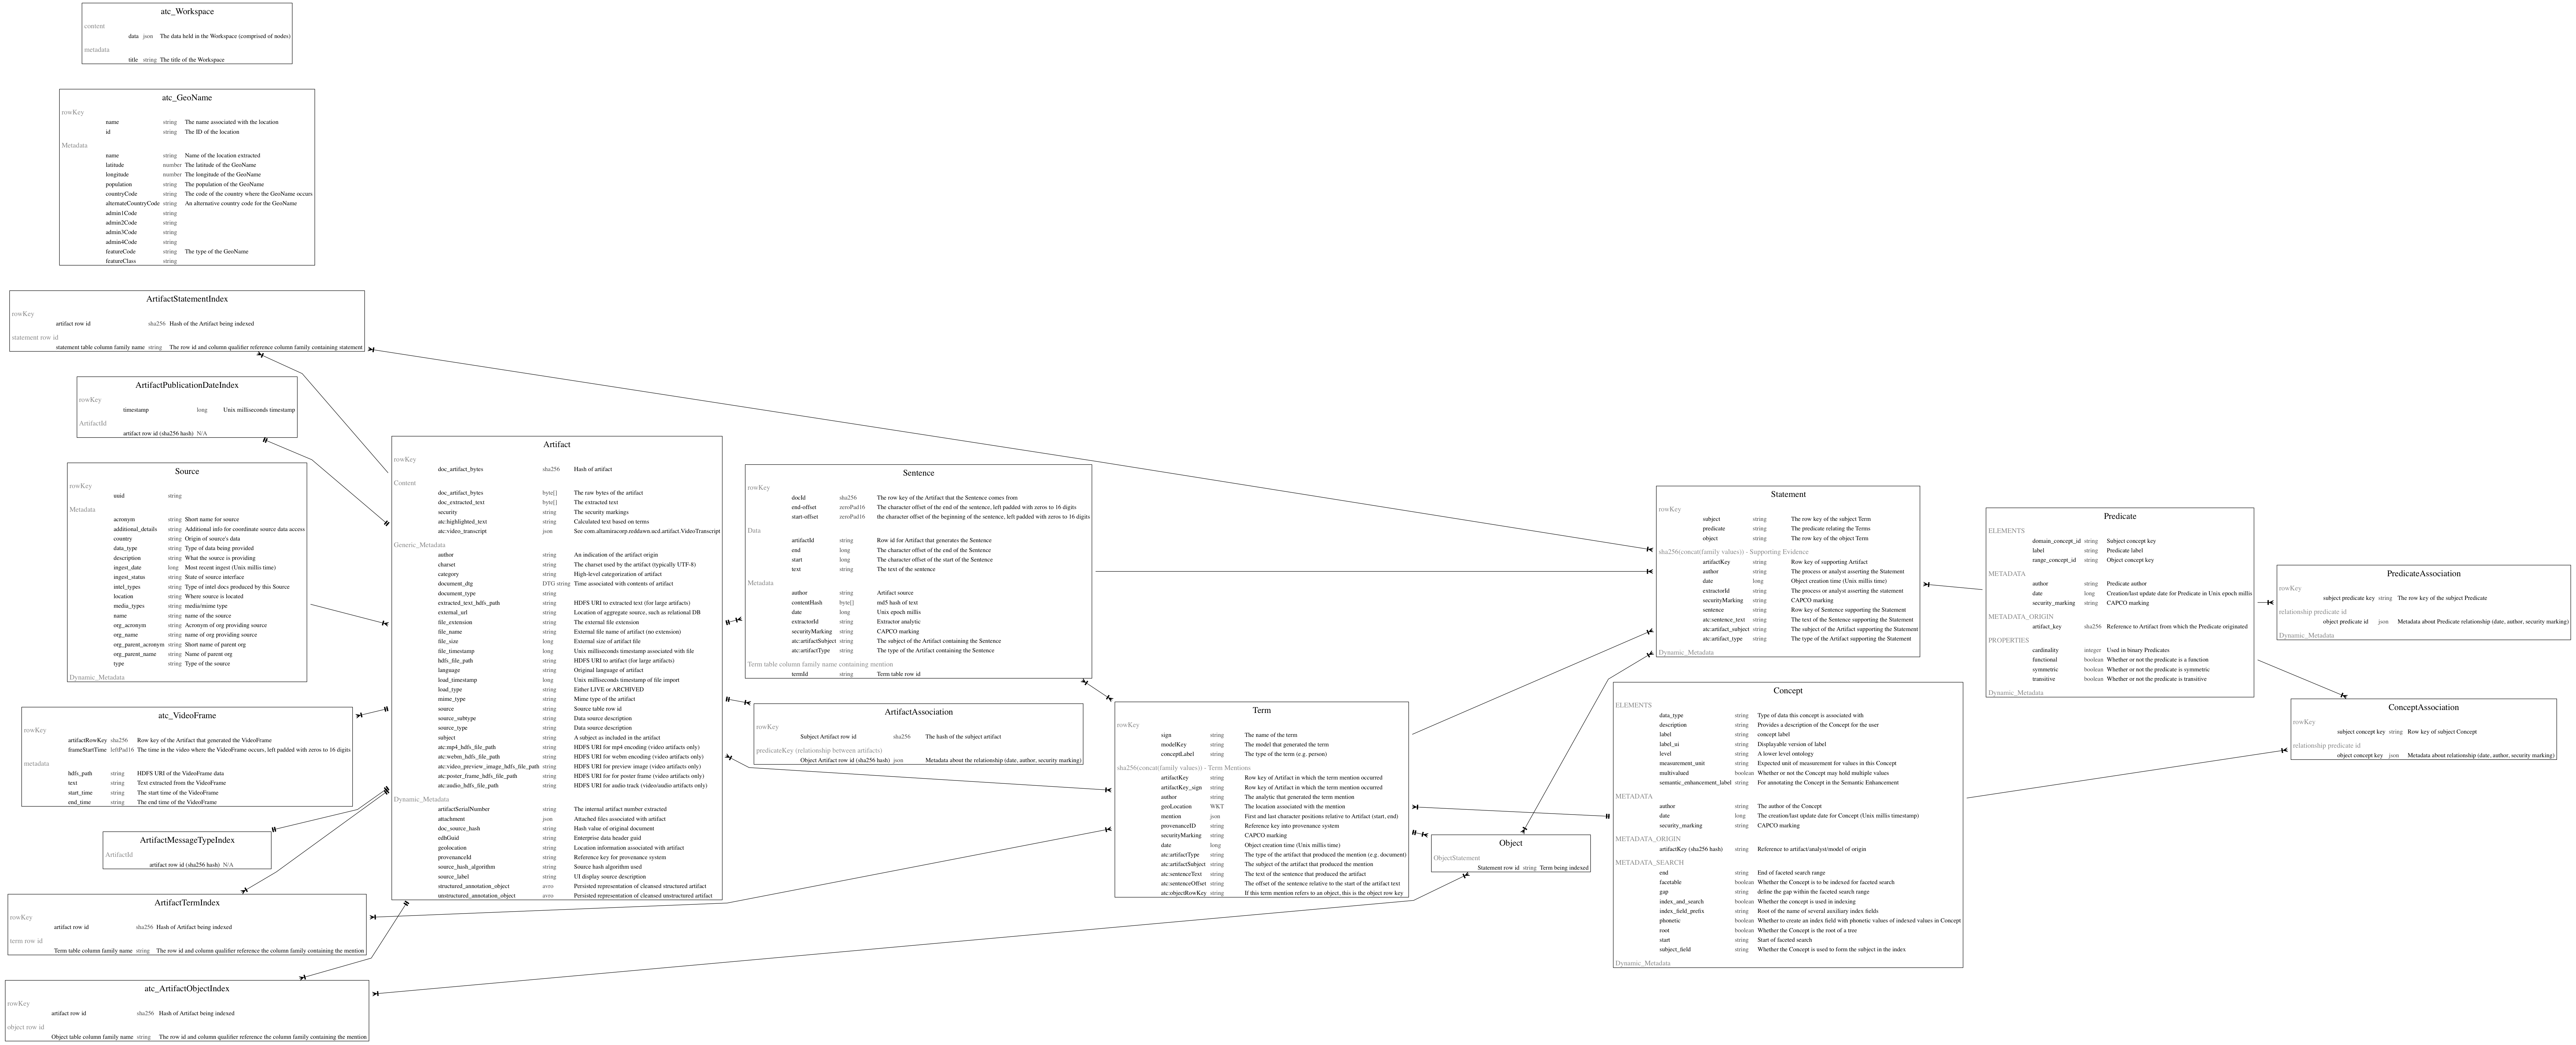 atc_Workspace
content
data json The data held in the Workspace (comprised of nodes)
metadata
title string The title of the Workspace
atc_GeoName
rowKey
name string The name associated with the location
id string The ID of the location
Metadata
name string Name of the location extracted
latitude number The latitude of the GeoName
longitude number The longitude of the GeoName
population string The population of the GeoName
countryCode string The code of the country where the GeoName occurs
alternateCountryCode string An alternative country code for the GeoName
admin1Code string
admin2Code string
admin3Code string
admin4Code string
featureCode string The type of the GeoName
featureClass string
ArtifactStatementIndex
rowKey
artifact row id sha256 Hash of the Artifact being indexed
statement row id
statement table column family name string The row id and column qualifier reference column family containing statement
ArtifactPublicationDateIndex
rowKey
timestamp long Unix milliseconds timestamp
ArtifactId
artifact row id (sha256 hash) N/A
Source
rowKey
uuid string
Metadata
acronym string Short name for source
additional_details string Additional info for coordinate source data access
country string Origin of source's data
data_type string Type of data being provided
description string What the source is providing
ingest_date long Most recent ingest (Unix millis time)
ingest_status string State of source interface
intel_types string Type of intel docs produced by this Source
location string Where source is located
media_types string media/mime type
name string name of the source
org_acronym string Acronym of org providing source
org_name string name of org providing source
org_parent_acronym string Short name of parent org
org_parent_name string Name of parent org
type string Type of the source
Dynamic_Metadata
atc_VideoFrame
rowKey
artifactRowKey sha256 Row key of the Artifact that generated the VideoFrame
frameStartTime leftPad16 The time in the video where the VideoFrame occurs, left padded with zeros to 16 digits
metadata
hdfs_path string HDFS URI of the VideoFrame data
text string Text extracted from the VideoFrame
start_time string The start time of the VideoFrame
end_time string The end time of the VideoFrame
ArtifactMessageTypeIndex
ArtifactId
artifact row id (sha256 hash) N/A
ArtifactTermIndex
rowKey
artifact row id sha256 Hash of Artifact being indexed
term row id
Term table column family name string The row id and column qualifier reference the column family containing the mention
atc_ArtifactObjectIndex
rowKey
artifact row id sha256 Hash of Artifact being indexed
object row id
Object table column family name string The row id and column qualifier reference the column family containing the mention
Artifact
rowKey
doc_artifact_bytes sha256 Hash of artifact
Content
doc_artifact_bytes byte[] The raw bytes of the artifact
doc_extracted_text byte[] The extracted text
security string The security markings
atc:highlighted_text string Calculated text based on terms
atc:video_transcript json See com.altamiracorp.reddawn.ucd.artifact.VideoTranscript
Generic_Metadata
author string An indication of the artifact origin
charset string The charset used by the artifact (typically UTF-8)
category string High-level categorization of artifact
document_dtg DTG string Time associated with contents of artifact
document_type string
extracted_text_hdfs_path string HDFS URI to extracted text (for large artifacts)
external_url string Location of aggregate source, such as relational DB
file_extension string The external file extension
file_name string External file name of artifact (no extension)
file_size long External size of artifact file
file_timestamp long Unix milliseconds timestamp associated with file
hdfs_file_path string HDFS URI to artifact (for large artifacts)
language string Original language of artifact
load_timestamp long Unix milliseconds timestamp of file import
load_type string Either LIVE or ARCHIVED
mime_type string Mime type of the artifact
source string Source table row id
source_subtype string Data source description
source_type string Data source description
subject string A subject as included in the artifact
atc:mp4_hdfs_file_path string HDFS URI for mp4 encoding (video artifacts only)
atc:webm_hdfs_file_path string HDFS URI for webm encoding (video artifacts only)
atc:video_preview_image_hdfs_file_path string HDFS URI for preview image (video artifacts only)
atc:poster_frame_hdfs_file_path string HDFS URI for for poster frame (video artifacts only)
atc:audio_hdfs_file_path string HDFS URI for audio track (video/audio artifacts only)
Dynamic_Metadata
artifactSerialNumber string The internal artifact number extracted
attachment json Attached files associated with artifact
doc_source_hash string Hash value of original document
edhGuid string Enterprise data header guid
geolocation string Location information associated with artifact
provenanceId string Reference key for provenance system
source_hash_algorithm string Source hash algorithm used
source_label string UI display source description
structured_annotation_object avro Persisted representation of cleansed structured artifact
unstructured_annotation_object avro Persisted representation of cleansed unstructured artifact
Sentence
rowKey
docId sha256 The row key of the Artifact that the Sentence comes from
end-offset zeroPad16 The character offset of the end of the sentence, left padded with zeros to 16 digits
start-offset zeroPad16 the character offset of the beginning of the sentence, left padded with zeros to 16 digits
Data
artifactId string Row id for Artifact that generates the Sentence
end long The character offset of the end of the Sentence
start long The character offset of the start of the Sentence
text string The text of the sentence
Metadata
author string Artifact source
contentHash byte[] md5 hash of text
date long Unix epoch millis
extractorId string Extractor analytic
securityMarking string CAPCO marking
atc:artifactSubject string The subject of the Artifact containing the Sentence
atc:artifactType string The type of the Artifact containing the Sentence
Term table column family name containing mention
termId string Term table row id
ArtifactAssociation
rowKey
Subject Artifact row id sha256 The hash of the subject artifact
predicateKey (relationship between artifacts)
Object Artifact row id (sha256 hash) json Metadata about the relationship (date, author, security marking)
Term
rowKey
sign string The name of the term
modelKey string The model that generated the term
conceptLabel string The type of the term (e.g. person)
sha256(concat(family values)) - Term Mentions
artifactKey string Row key of Artifact in which the term mention occurred
artifactKey_sign string Row key of Artifact in which the term mention occurred
author string The analytic that generated the term mention
geoLocation WKT The location associated with the mention
mention json First and last character positions relative to Artifact (start, end)
provenanceID string Reference key into provenance system
securityMarking string CAPCO marking
date long Object creation time (Unix millis time)
atc:artifactType string The type of the artifact that produced the mention (e.g. document)
atc:artifactSubject string The subject of the artifact that produced the mention
atc:sentenceText string The text of the sentence that produced the artifact
atc:sentenceOffset string The offset of the sentence relative to the start of the artifact text
atc:objectRowKey string If this term mention refers to an object, this is the object row key
Object
ObjectStatement
Statement row id string Term being indexed
Statement
rowKey
subject string The row key of the subject Term
predicate string The predicate relating the Terms
object string The row key of the object Term
sha256(concat(family values)) - Supporting Evidence
artifactKey string Row key of supporting Artifact
author string The process or analyst asserting the Statement
date long Object creation time (Unix millis time)
extractorId string The process or analyst asserting the statement
securityMarking string CAPCO marking
sentence string Row key of Sentence supporting the Statement
atc:sentence_text string The text of the Sentence supporting the Statement
atc:artifact_subject string The subject of the Artifact supporting the Statement
atc:artifact_type string The type of the Artifact supporting the Statement
Dynamic_Metadata
Concept
ELEMENTS
data_type string Type of data this concept is associated with
description string Provides a description of the Concept for the user
label string concept label
label_ui string Displayable version of label
level string A lower level ontology
measurement_unit string Expected unit of measurement for values in this Concept
multivalued boolean Whether or not the Concept may hold multiple values
semantic_enhancement_label string For annotating the Concept in the Semantic Enhancement
METADATA
author string The author of the Concept
date long The creation/last update date for Concept (Unix millis timestamp)
security_marking string CAPCO marking
METADATA_ORIGIN
artifactKey (sha256 hash) string Reference to artifact/analyst/model of origin
METADATA_SEARCH
end string End of faceted search range
facetable boolean Whether the Concept is to be indexed for faceted search
gap string define the gap within the faceted search range
index_and_search boolean Whether the concept is used in indexing
index_field_prefix string Root of the name of several auxiliary index fields
phonetic boolean Whether to create an index field with phonetic values of indexed values in Concept
root boolean Whether the Concept is the root of a tree
start string Start of faceted search
subject_field string Whether the Concept is used to form the subject in the index
Dynamic_Metadata
Predicate
ELEMENTS
domain_concept_id string Subject concept key
label string Predicate label
range_concept_id string Object concept key
METADATA
author string Predicate author
date long Creation/last update date for Predicate in Unix epoch millis
security_marking string CAPCO marking
METADATA_ORIGIN
artifact_key sha256 Reference to Artifact from which the Predicate originated
PROPERTIES
cardinality integer Used in binary Predicates
functional boolean Whether or not the predicate is a function
symmetric boolean Whether or not the predicate is symmetric
transitive boolean Whether or not the predicate is transitive
Dynamic_Metadata
PredicateAssociation
rowKey
subject predicate key string The row key of the subject Predicate
relationship predicate id
object predicate id json Metadata about Predicate relationship (date, author, security marking)
Dynamic_Metadata
ConceptAssociation
rowKey
subject concept key string Row key of subject Concept
relationship predicate id
object concept key json Metadata about relationship (date, author, security marking)